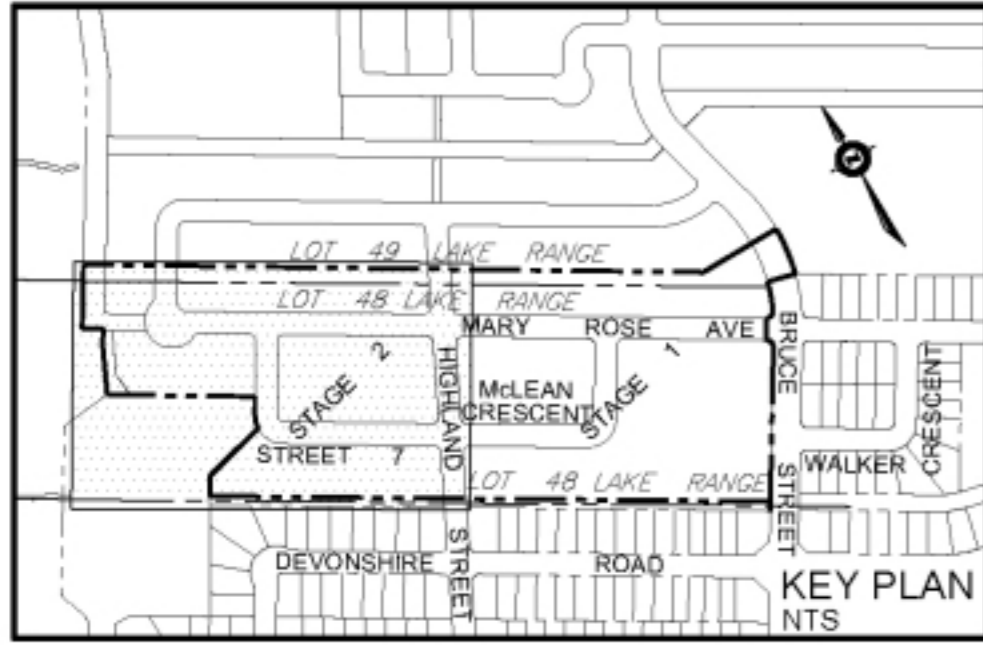 LOT 49 LAKE RANGE
LOT 48 LAKE RANGE
MARY ROSE AVE
BRUCE STREET
HIGHLAND STREET
STAGE 2
McLEAN
CRESCENT
STAGE 1
CRESCENT
STREET 7
WALKER
LOT 48 LAKE RANGE
DEVONSHIRE ROAD
KEY PLAN
NTS